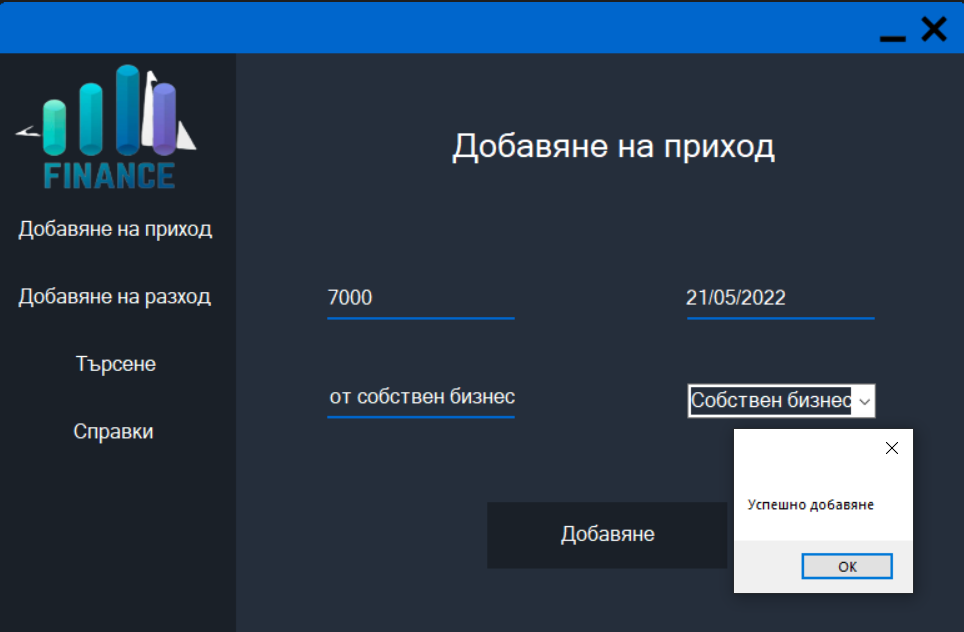 FINANCE
Добавяне на приход
Добавяне на разход
Търсене
Справки
Добавяне на приход
7000
21/05/2022
от собствен бизнес
Собствен бизнес
Добавяне
Успешно добавяне
OK